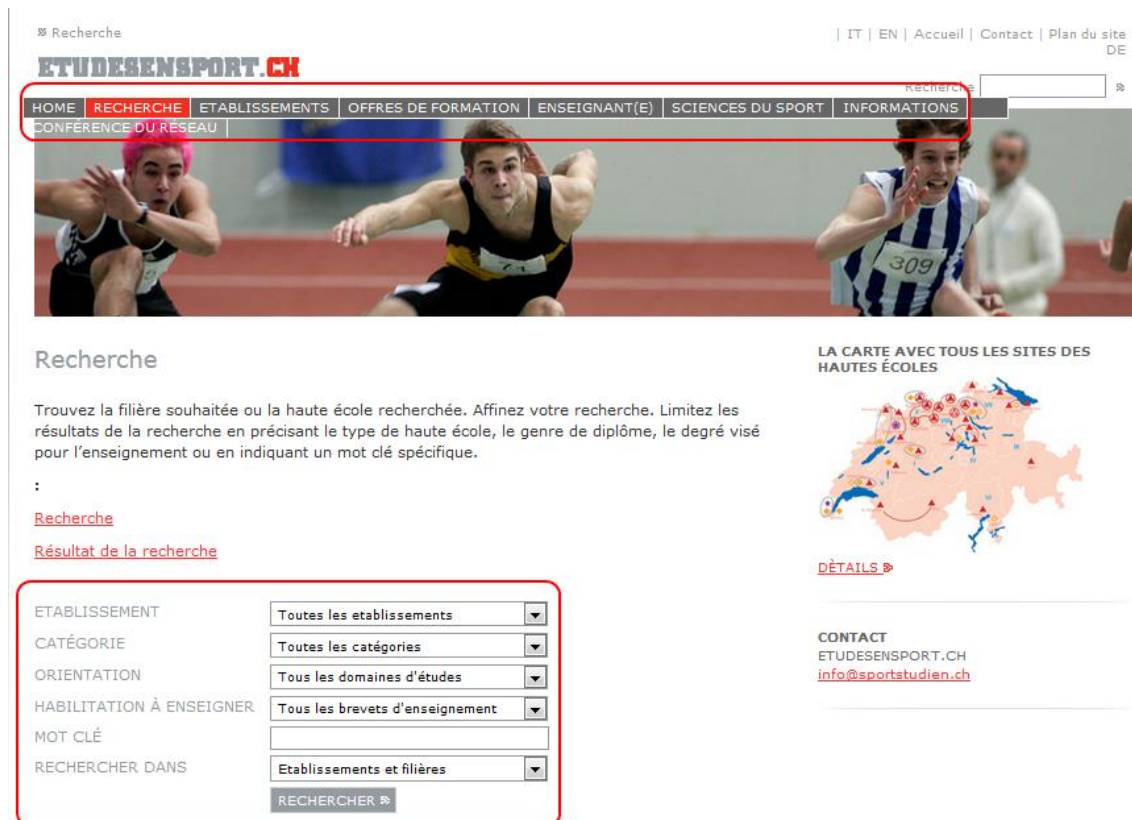 Recherche
| IT | EN | Accueil | Contact | Plan du site
DE
ETUDESENSPORT.CH
Recherche
HOME RECHERCHE ETABLISSEMENTS OFFRES DE FORMATION ENSEIGNANT(E) SCIENCES DU SPORT INFORMATIONS
CONFÉRENCE DU RÉSEAU
309
Recherche
Trouvez la filière souhaitée ou la haute école recherchée. Affinez votre recherche. Limitez les
résultats de la recherche en précisant le type de haute école, le genre de diplôme, le degré visé
pour l'enseignement ou en indiquant un mot clé spécifique.
:
Recherche
Résultat de la recherche
ETABLISSEMENT Toutes les etablissements
CATÉGORIE Toutes les catégories
ORIENTATION Tous les domaines d'études
HABILITATION À ENSEIGNER Tous les brevets d'enseignement
MOT CLÉ
RECHERCHER DANS Etablissements et filières
RECHERCHER
LA CARTE AVEC TOUS LES SITES DES
HAUTES ÉCOLES
DÈTAILS
CONTACT
ETUDESENSPORT.CH
info@sportstudien.ch